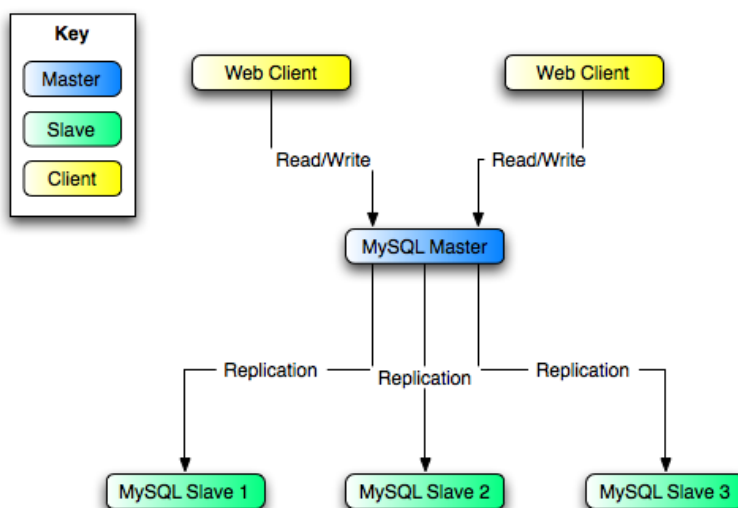 Key
Master
Slave
Client
Web Client
Web Client
Read/Write
Read/Write
MySQL Master
Replication
Replication
Replication
MySQL Slave 1
MySQL Slave 2
MySQL Slave 3